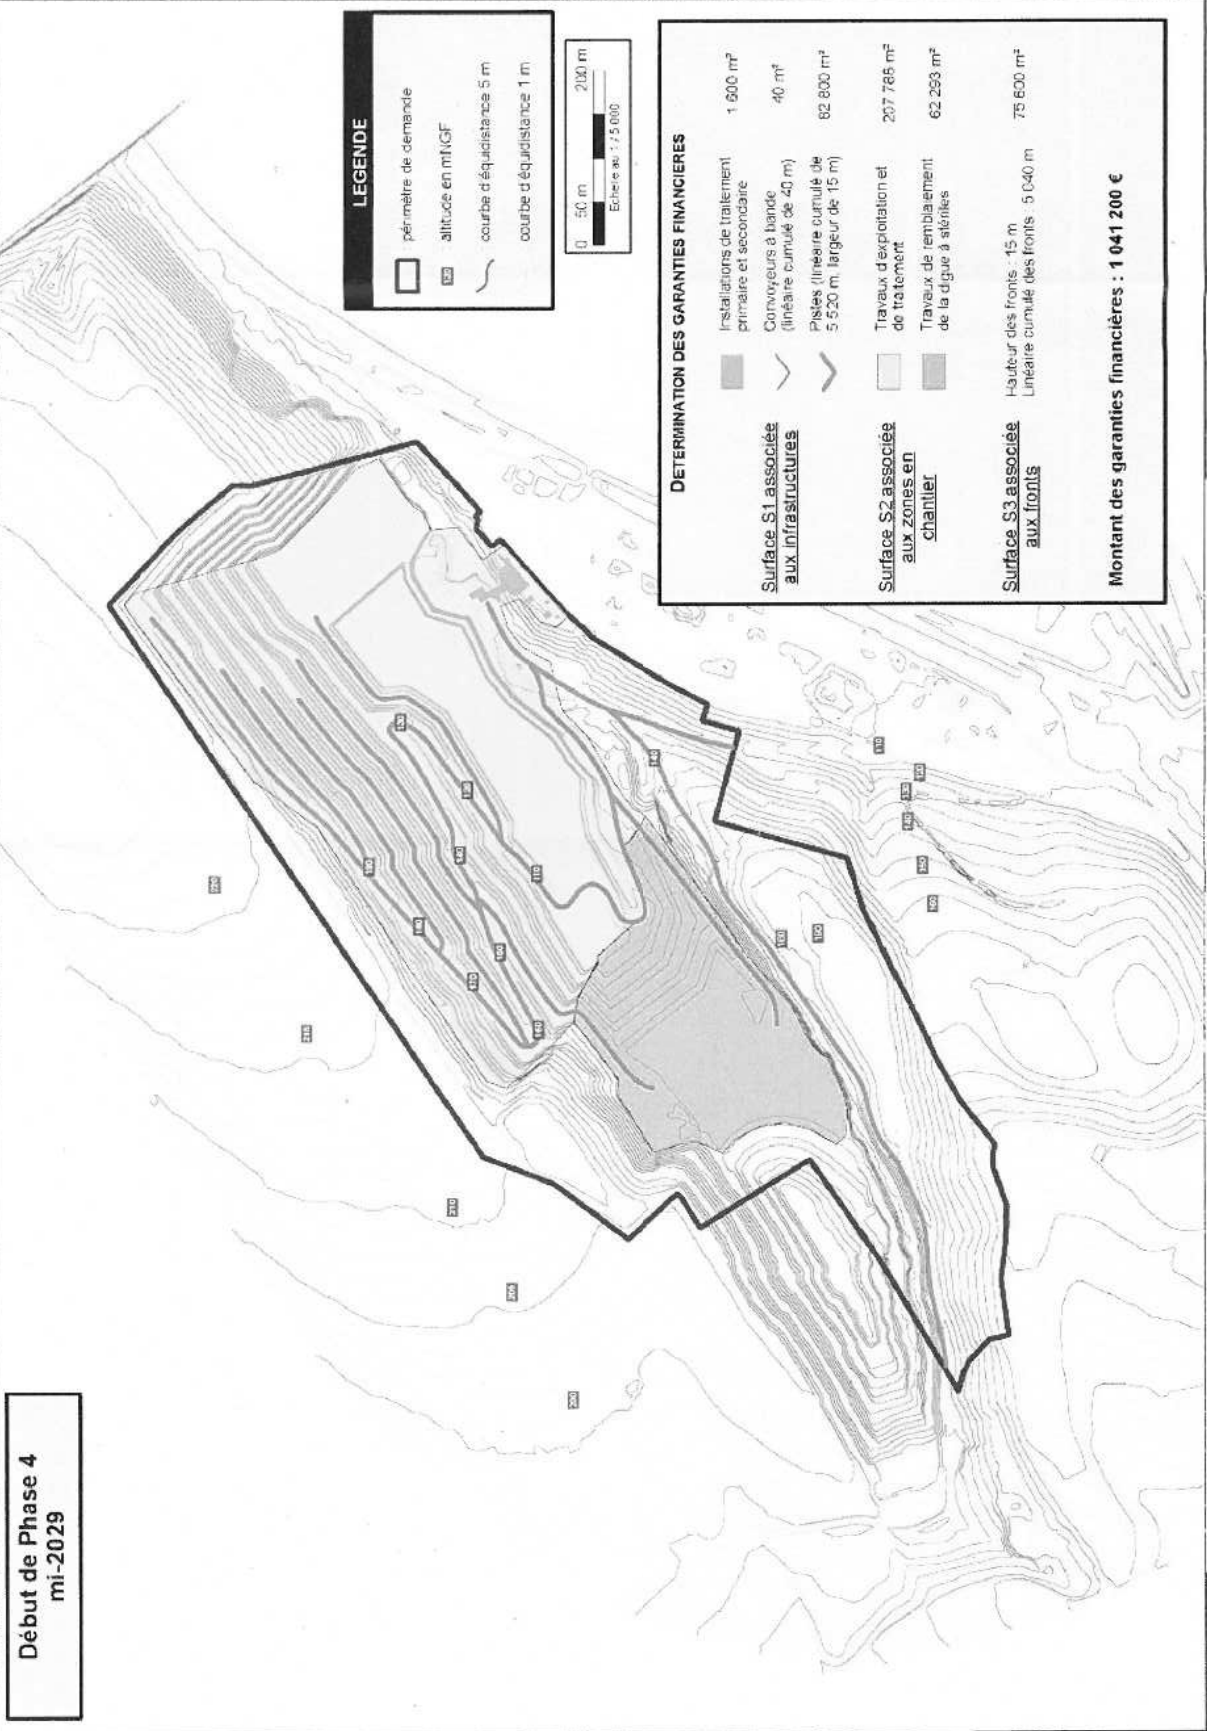 Début de Phase 4
mi-2029
LEGENDE
périmètre de demande
altitude en mNGF
courbe d'équidistance 5 m
courbe d'équidistance 1 m
0 50 m 200 m
Echelle au 1 / 5 000
DETERMINATION DES GARANTIES FINANCIERES
Surface S1 associée
aux infrastructures
Installations de traitement
primaire et secondaire
1 600 m²
Convoyeurs à bande
(linéaire cumulé de 40 m)
40 m²
Pistes (linéaire cumulé de
5 520 m, largeur de 15 m)
82 800 m²
Surface S2 associée
aux zones en
chantier
Travaux d'exploitation et
de traitement
207 786 m²
Travaux de remblaiement
de la digue à stériles
62 293 m²
Surface S3 associée
aux fronts
Hauteur des fronts : 15 m
Linéaire cumulé des fronts : 5 040 m
75 600 m²
Montant des garanties financières : 1 041 200 €
210
205
200